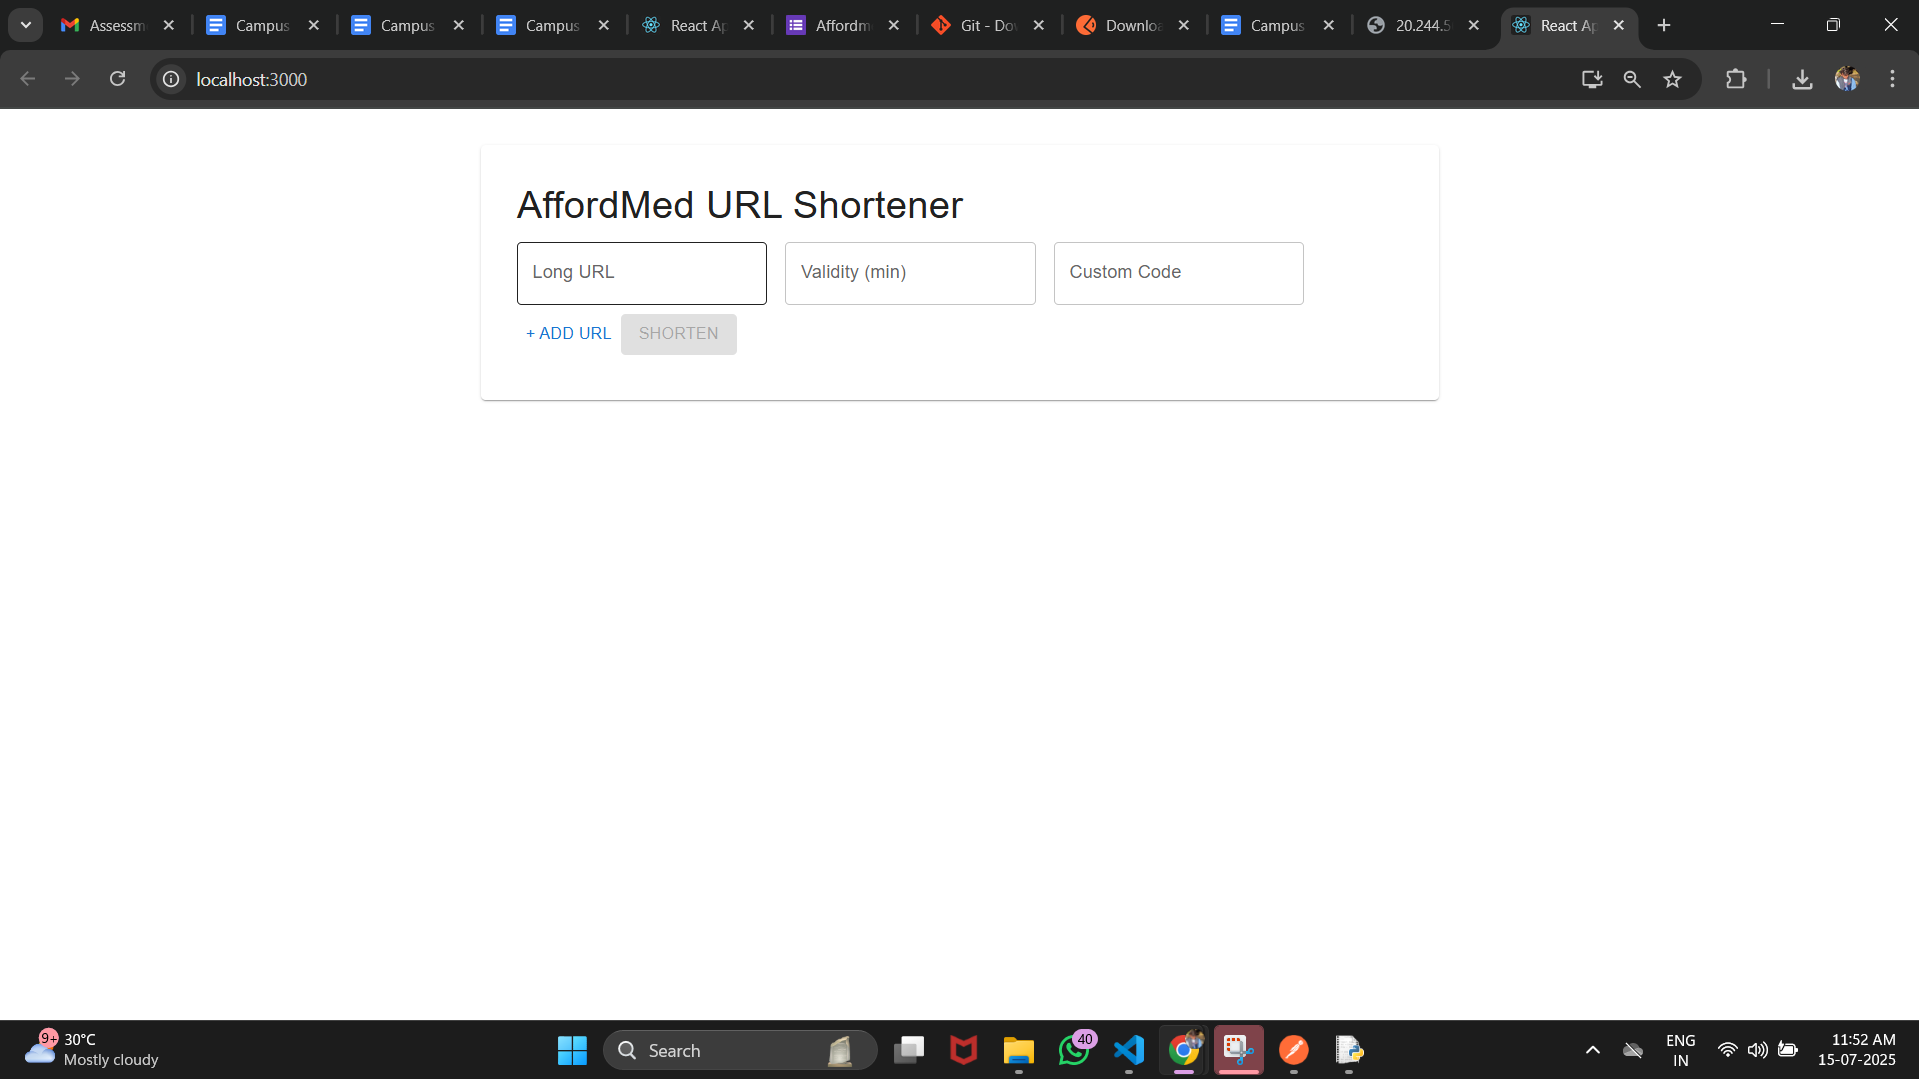 Assessm
Campus
Campus
Campus
React Ap
Affordm
Git - Dov
Downloa
Campus
20.244.5
React Ap
localhost:3000
AffordMed URL Shortener
Long URL
Validity (min)
Custom Code
+ ADD URL
SHORTEN
9+
30°C
Mostly cloudy
Search
40
ENG
IN
11:52 AM
15-07-2025